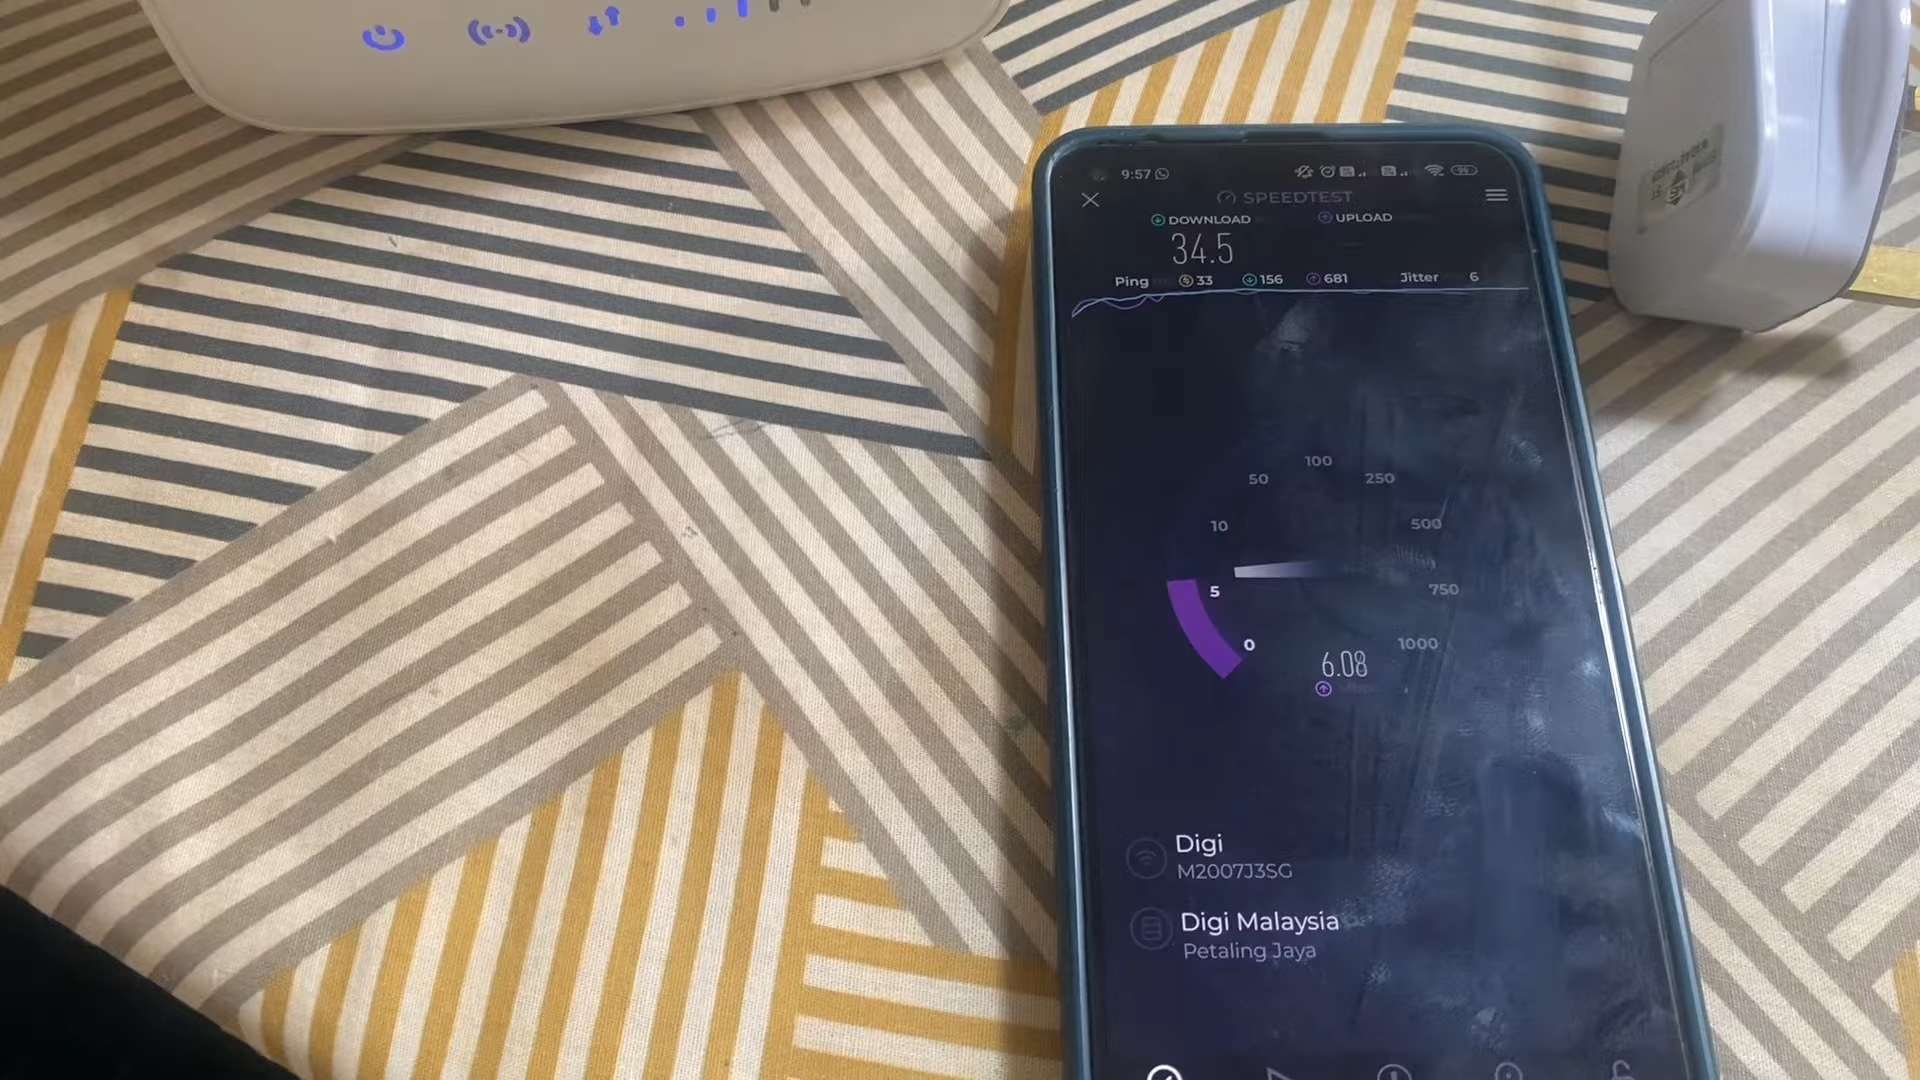 9:57
SPEEDTEST
DOWNLOAD UPLOAD
34.5
Ping 33 156 681 Jitter 6
100
50 250
10 500
5 750
0 1000
6.08
Digi
M2007J3SG
Digi Malaysia
Petaling Jaya